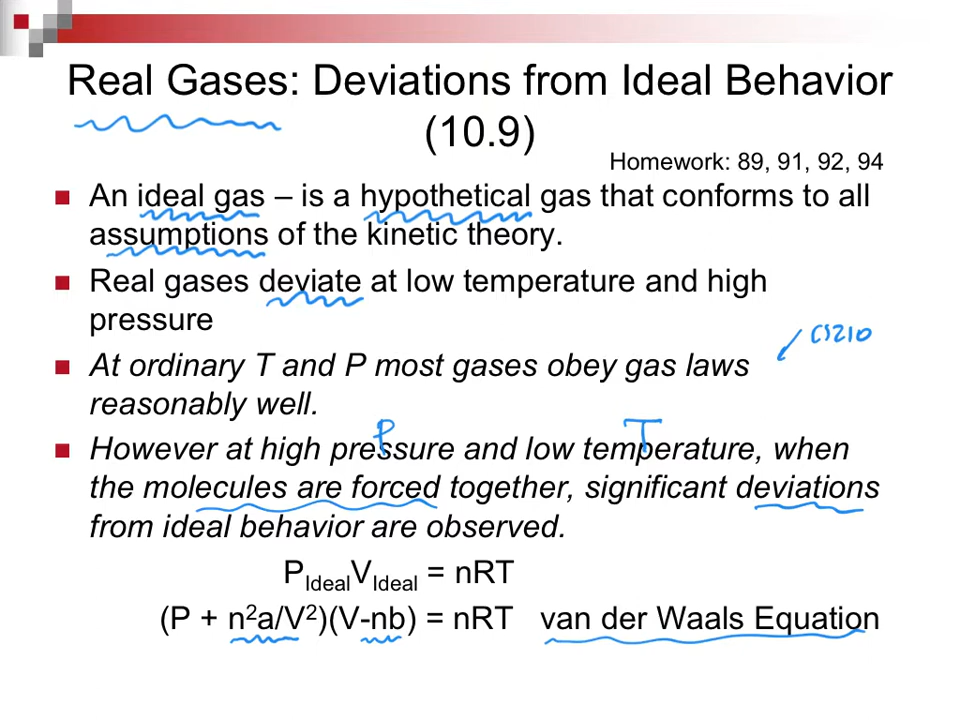 Real Gases: Deviations from Ideal Behavior
(10.9)
Homework: 89, 91, 92, 94
An ideal gas – is a hypothetical gas that conforms to all
assumptions of the kinetic theory.
Real gases deviate at low temperature and high
pressure
CS210
At ordinary T and P most gases obey gas laws
reasonably well.
P T
However at high pressure and low temperature, when
the molecules are forced together, significant deviations
from ideal behavior are observed.
P_Ideal V_Ideal = nRT
(P + n²a/V²)(V-nb) = nRT van der Waals Equation